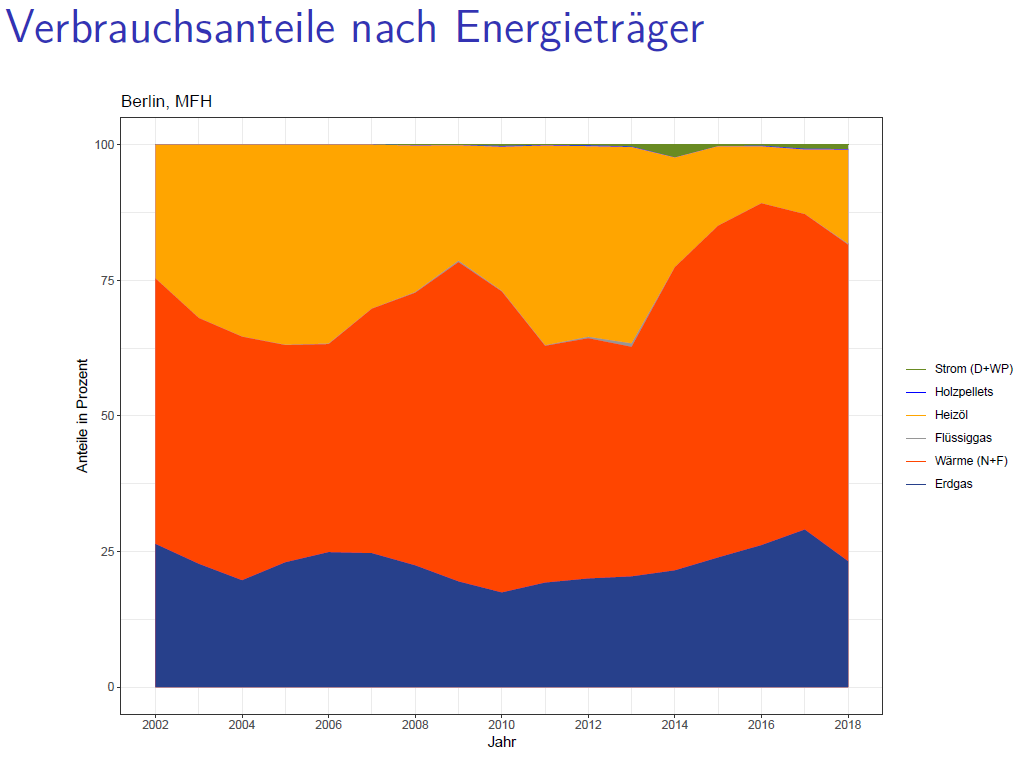 Verbrauchsanteile nach Energieträger
Berlin, MFH
100
75
50
25
0
Anteile in Prozent
2002 2004 2006 2008 2010 2012 2014 2016 2018
Jahr
Strom (D+WP)
Holzpellets
Heizöl
Flüssiggas
Wärme (N+F)
Erdgas